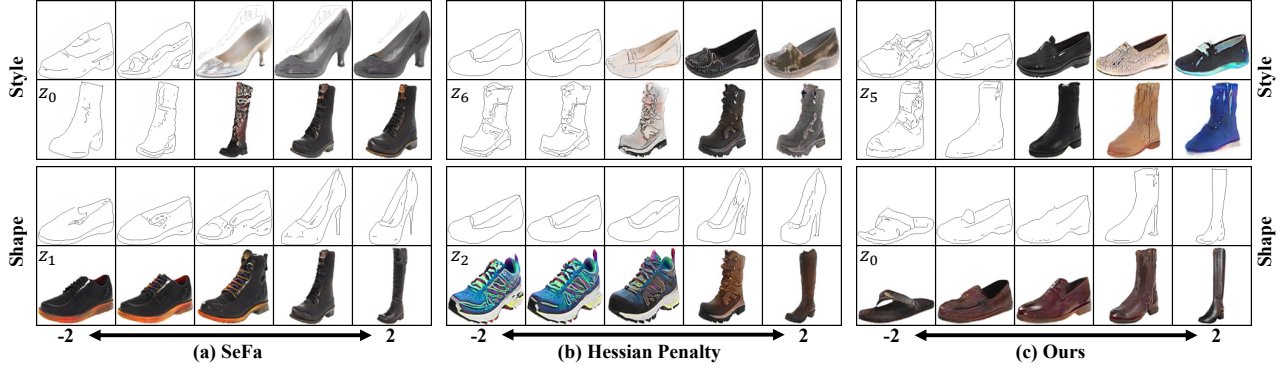 Style
z₀
z₆
z₅
Style
Shape
z₁
z₂
z₀
Shape
-2 2
-2 2
-2 2
(a) SeFa
(b) Hessian Penalty
(c) Ours